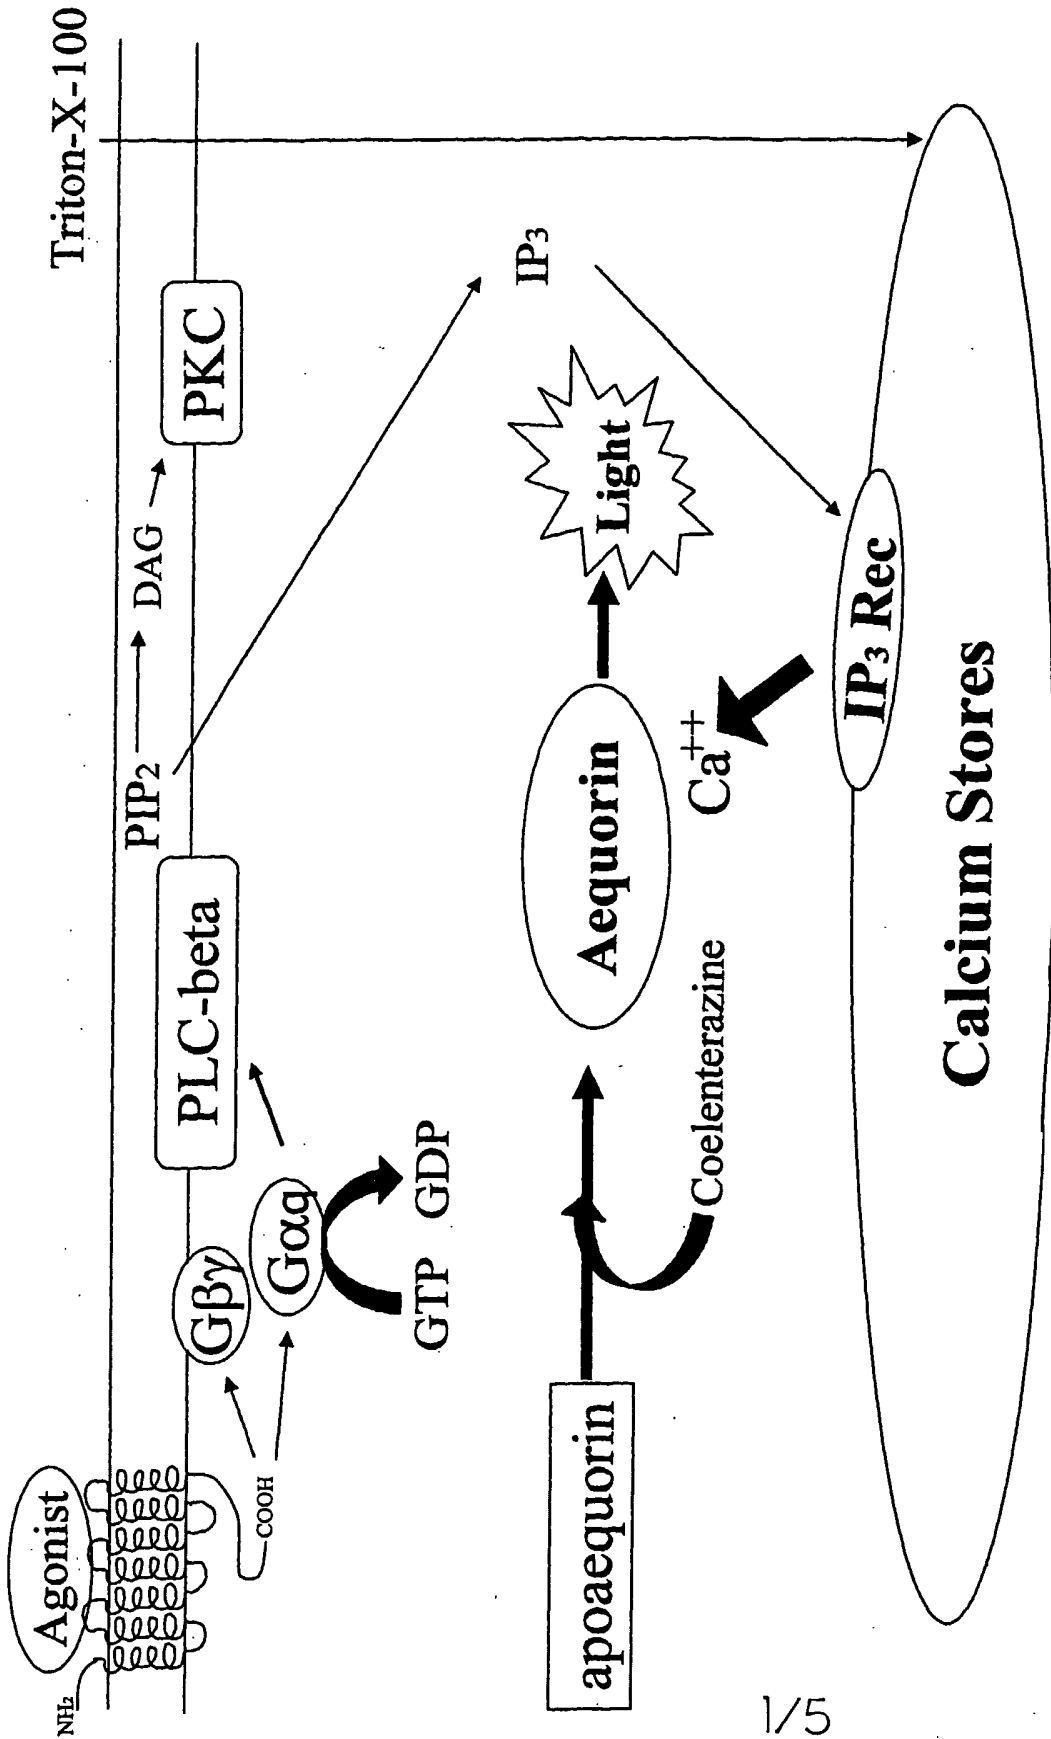 Agonist
NH₂
COOH
Gβγ
Gαq
GTP GDP
PLC-beta
PIP₂
DAG
PKC
Triton-X-100
IP₃
apoaequorin
Coelenterazine
Aequorin
Light
Ca⁺⁺
IP₃ Rec
Calcium Stores
1/5